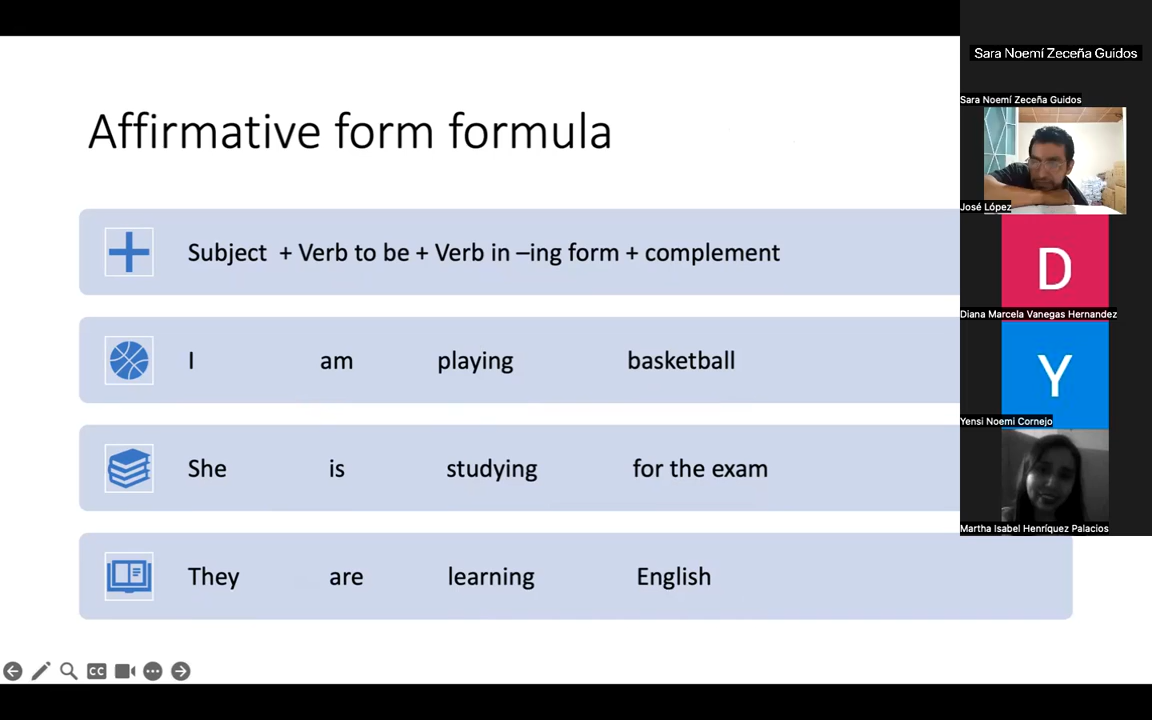 Affirmative form formula
Subject + Verb to be + Verb in –ing form + complement
I am playing basketball
She is studying for the exam
They are learning English
CC
Sara Noemí Zeceña Guidos
Sara Noemí Zeceña Guidos
José López
D
Diana Marcela Vanegas Hernandez
Y
Yensi Noemi Cornejo
Martha Isabel Henríquez Palacios